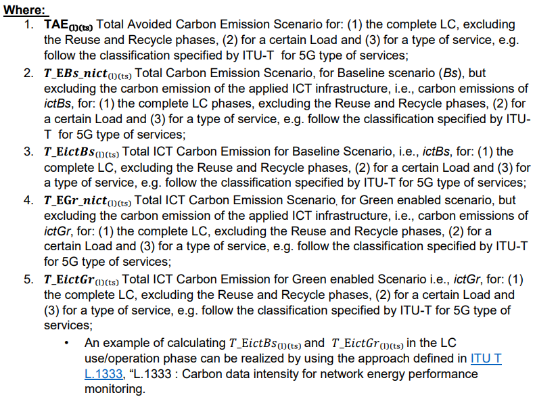 Where:
1. TAE(l)(ts) Total Avoided Carbon Emission Scenario for: (1) the complete LC, excluding
the Reuse and Recycle phases, (2) for a certain Load and (3) for a type of service, e.g.
follow the classification specified by ITU-T for 5G type of services;
2. T_EBs_nict(l)(ts) Total Carbon Emission Scenario, for Baseline scenario (Bs), but
excluding the carbon emission of the applied ICT infrastructure, i.e., carbon emissions of
ictBs, for: (1) the complete LC phases, excluding the Reuse and Recycle phases, (2) for
a certain Load and (3) for a type of service, e.g. follow the classification specified by ITU-
T for 5G type of services;
3. T_EictBs(l)(ts) Total ICT Carbon Emission for Baseline Scenario, i.e., ictBs, for: (1) the
complete LC, excluding the Reuse and Recycle phases, (2) for a certain Load and (3) for
a type of service, e.g. follow the classification specified by ITU-T for 5G type of services;
4. T_EGr_nict(l)(ts) Total ICT Carbon Emission Scenario, for Green enabled scenario, but
excluding the carbon emission of the applied ICT infrastructure, i.e., carbon emissions of
ictGr, for: (1) the complete LC, excluding the Reuse and Recycle phases, (2) for a
certain Load and (3) for a type of service, e.g. follow the classification specified by ITU-T
for 5G type of services;
5. T_EictGr(l)(ts) Total ICT Carbon Emission for Green enabled Scenario i.e., ictGr, for: (1)
the complete LC, excluding the Reuse and Recycle phases, (2) for a certain Load and
(3) for a type of service, e.g. follow the classification specified by ITU-T for 5G type of
services;
• An example of calculating T_EictBs(l)(ts) and T_EictGr(l)(ts) in the LC
use/operation phase can be realized by using the approach defined in ITU T
L.1333, "L.1333 : Carbon data intensity for network energy performance
monitoring.